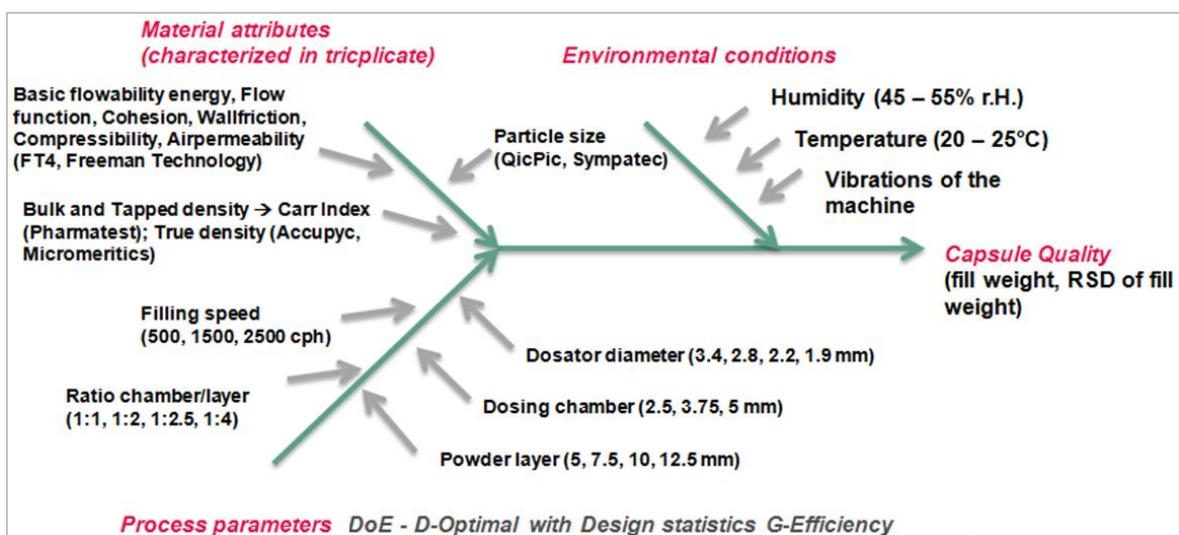 Material attributes
(characterized in tricplicate)
Environmental conditions
Basic flowability energy, Flow
function, Cohesion, Wallfriction,
Compressibility, Airpermeability
(FT4, Freeman Technology)
Particle size
(QicPic, Sympatec)
Humidity (45 – 55% r.H.)
Temperature (20 – 25°C)
Vibrations of the
machine
Bulk and Tapped density → Carr Index
(Pharmatest); True density (Accupyc,
Micromeritics)
Capsule Quality
(fill weight, RSD of fill
weight)
Filling speed
(500, 1500, 2500 cph)
Dosator diameter (3.4, 2.8, 2.2, 1.9 mm)
Ratio chamber/layer
(1:1, 1:2, 1:2.5, 1:4)
Dosing chamber (2.5, 3.75, 5 mm)
Powder layer (5, 7.5, 10, 12.5 mm)
Process parameters DoE - D-Optimal with Design statistics G-Efficiency